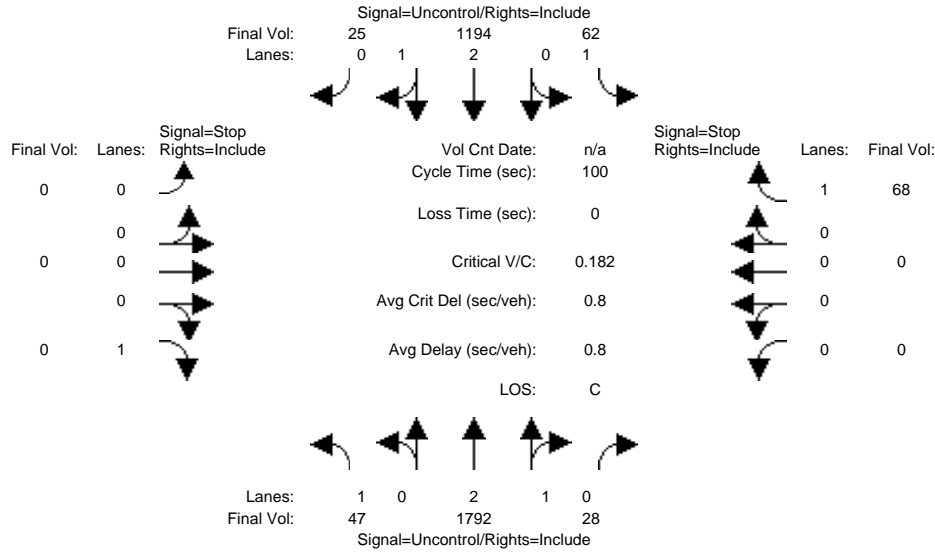 Signal=Uncontrol/Rights=Include
Final Vol: 25 1194 62
Lanes: 0 1 2 0 1
Signal=Stop Signal=Stop
Final Vol: Lanes: Rights=Include Vol Cnt Date: n/a Rights=Include Lanes: Final Vol:
Cycle Time (sec): 100
0 0 1 68
Loss Time (sec): 0
0 0
0 0 Critical V/C: 0.182 0 0
0 Avg Crit Del (sec/veh): 0.8 0
0 1 Avg Delay (sec/veh): 0.8 0 0
LOS: C
Lanes: 1 0 2 1 0
Final Vol: 47 1792 28
Signal=Uncontrol/Rights=Include